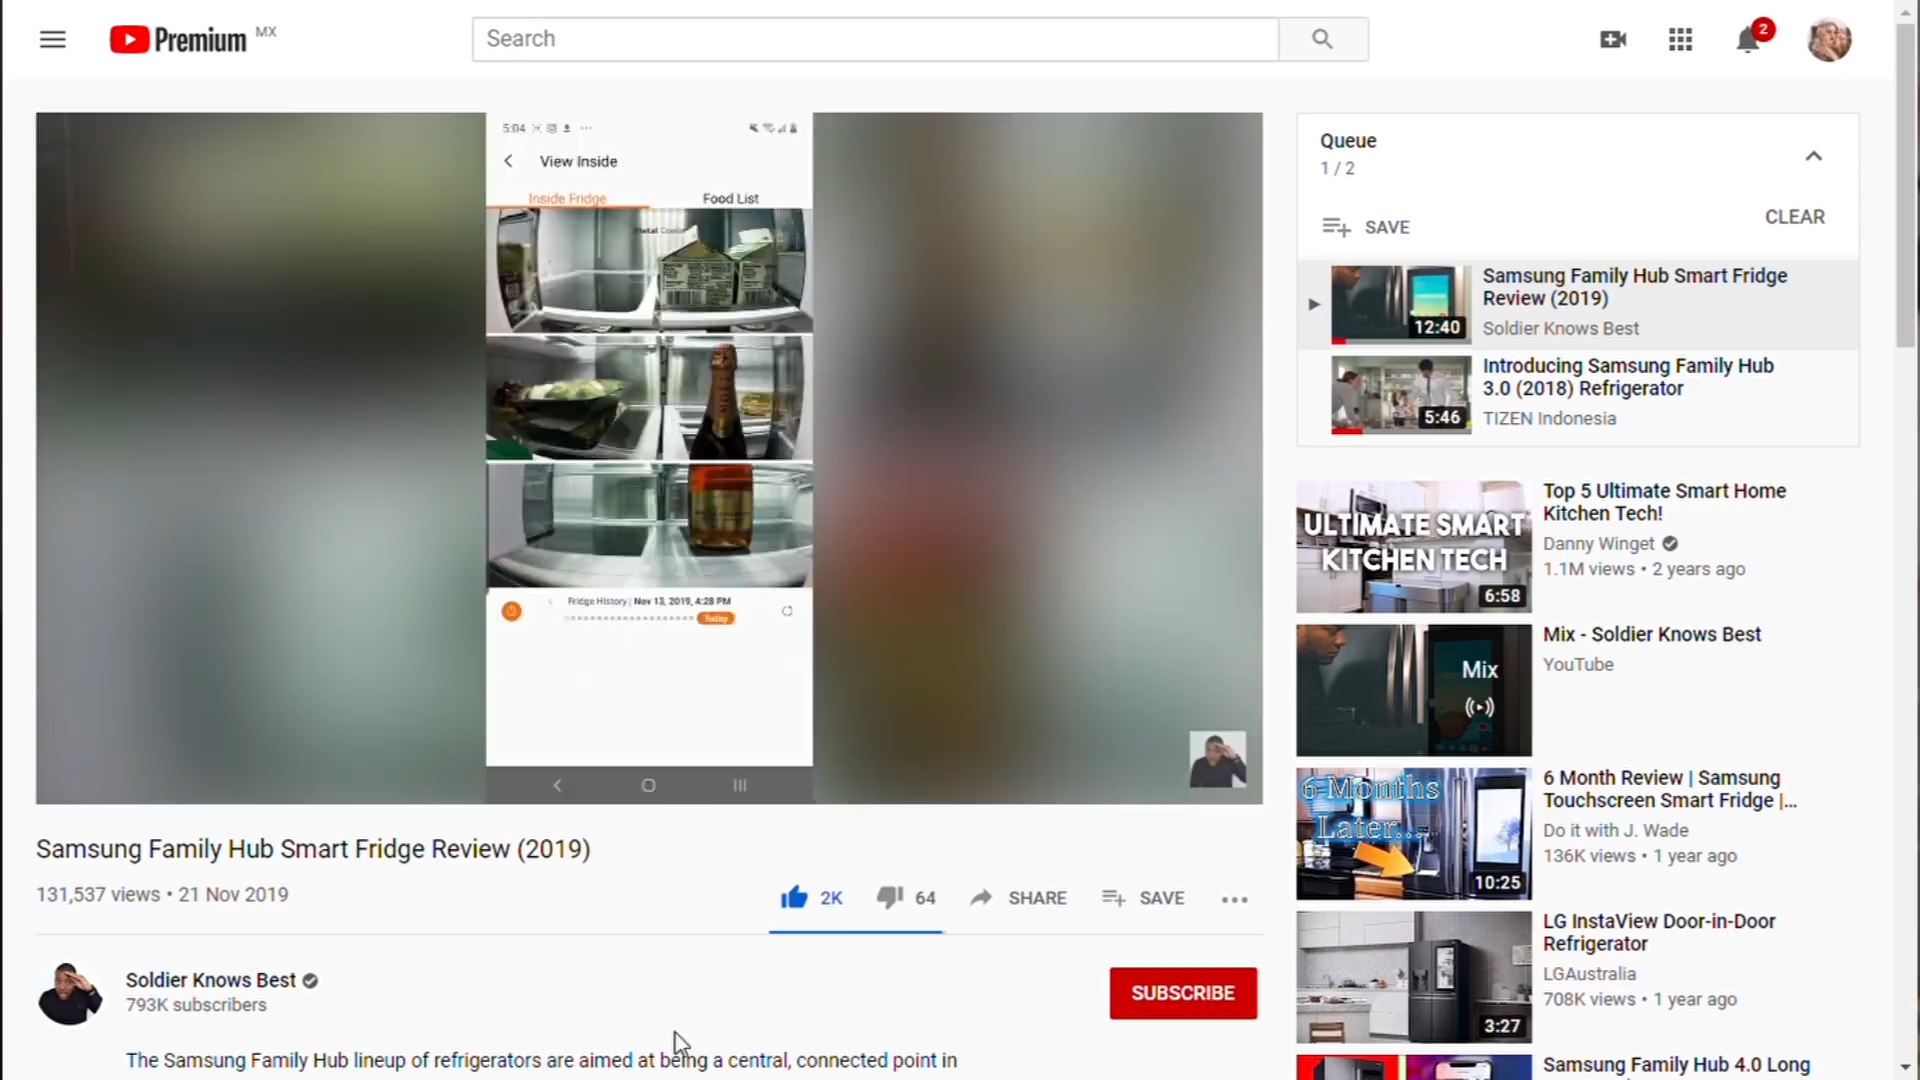 Premium MX
Search
2
5:04
View Inside
Inside Fridge Food List
Metal Cooling
MOËT
Fridge History | Nov 13, 2019, 4:28 PM
Today
Samsung Family Hub Smart Fridge Review (2019)
131,537 views • 21 Nov 2019
2K 64 SHARE SAVE
Soldier Knows Best
793K subscribers
SUBSCRIBE
The Samsung Family Hub lineup of refrigerators are aimed at being a central, connected point in
Queue
1 / 2
SAVE
CLEAR
12:40
Samsung Family Hub Smart Fridge
Review (2019)
Soldier Knows Best
5:46
Introducing Samsung Family Hub
3.0 (2018) Refrigerator
TIZEN Indonesia
ULTIMATE SMART
KITCHEN TECH
6:58
Top 5 Ultimate Smart Home
Kitchen Tech!
Danny Winget
1.1M views • 2 years ago
Mix
Mix - Soldier Knows Best
YouTube
6 Months
Later...
10:25
6 Month Review | Samsung
Touchscreen Smart Fridge |...
Do it with J. Wade
136K views • 1 year ago
3:27
LG InstaView Door-in-Door
Refrigerator
LGAustralia
708K views • 1 year ago
Samsung Family Hub 4.0 Long